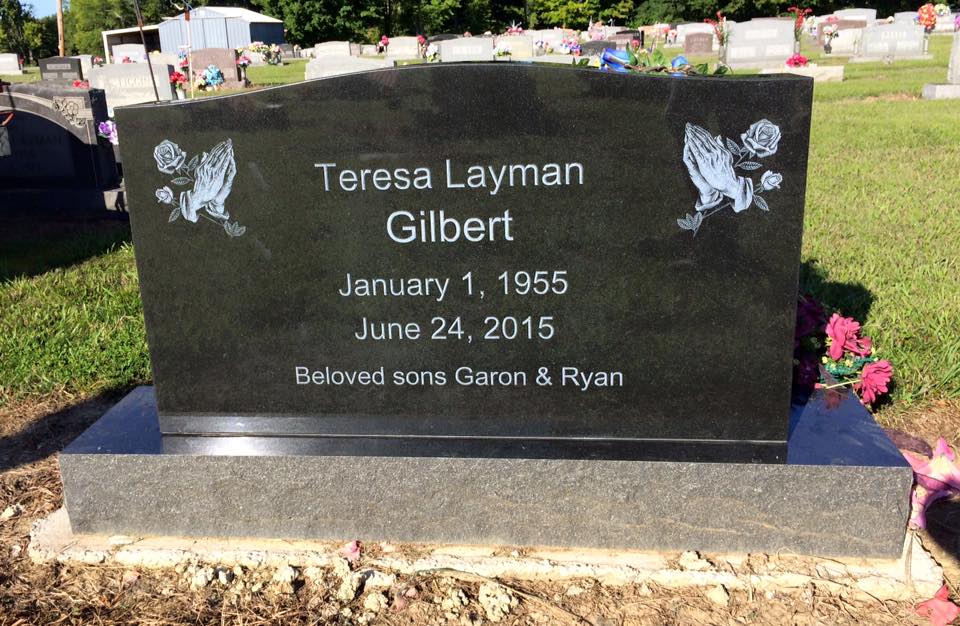 Teresa Layman
Gilbert
January 1, 1955
June 24, 2015
Beloved sons Garon & Ryan